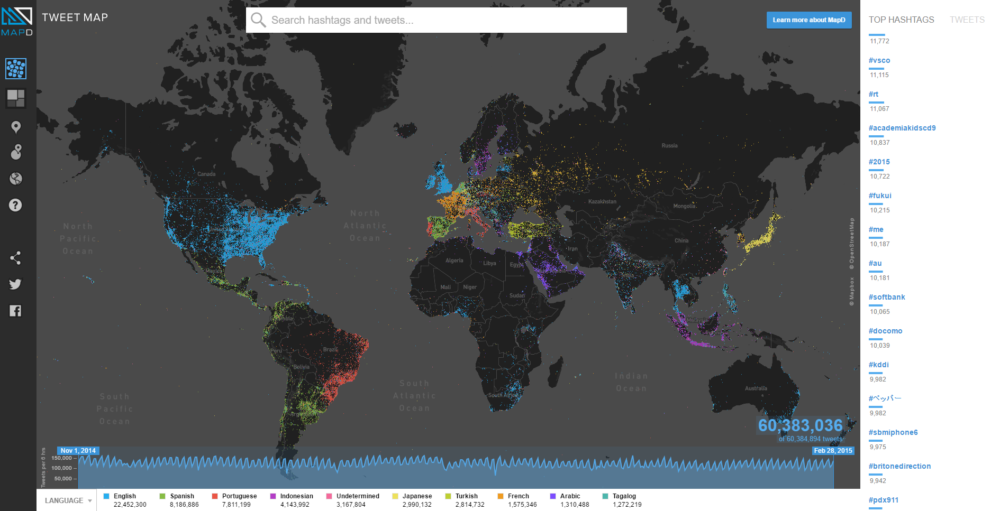 MAPD
TWEET MAP
Search hashtags and tweets...
Learn more about MapD
TOP HASHTAGS
TWEETS
11,772
#vsco
11,115
#rt
11,067
#academiakidscd9
10,837
#2015
10,722
#fukui
10,215
#me
10,187
#au
10,181
#softbank
10,065
#docomo
10,039
#kddi
9,982
#ペッパー
9,982
#sbmiphone6
9,975
#britonedirection
9,942
#pdx911
Canada
Russia
Kazakhstan
Mongolia
China
Iran
India
Algeria
Libya
Egypt
Saudi Arabia
Mali
Niger
Sudan
Mexico
Colombia
Peru
Brazil
Bolivia
Argentina
South Africa
Malaysia
Indonesia
Australia
North
Pacific
Ocean
North
Atlantic
Ocean
South
Pacific
Ocean
South
Atlantic
Ocean
Indian
Ocean
© Mapbox © OpenStreetMap
60,383,036
of 60,384,894 tweets
Nov 1, 2014
Feb 28, 2015
Tweets per 6 hrs
150,000
100,000
50,000
LANGUAGE
English
22,452,300
Spanish
8,186,886
Portuguese
7,811,199
Indonesian
4,143,992
Undetermined
3,167,804
Japanese
2,990,132
Turkish
2,814,732
French
1,575,346
Arabic
1,310,488
Tagalog
1,272,219